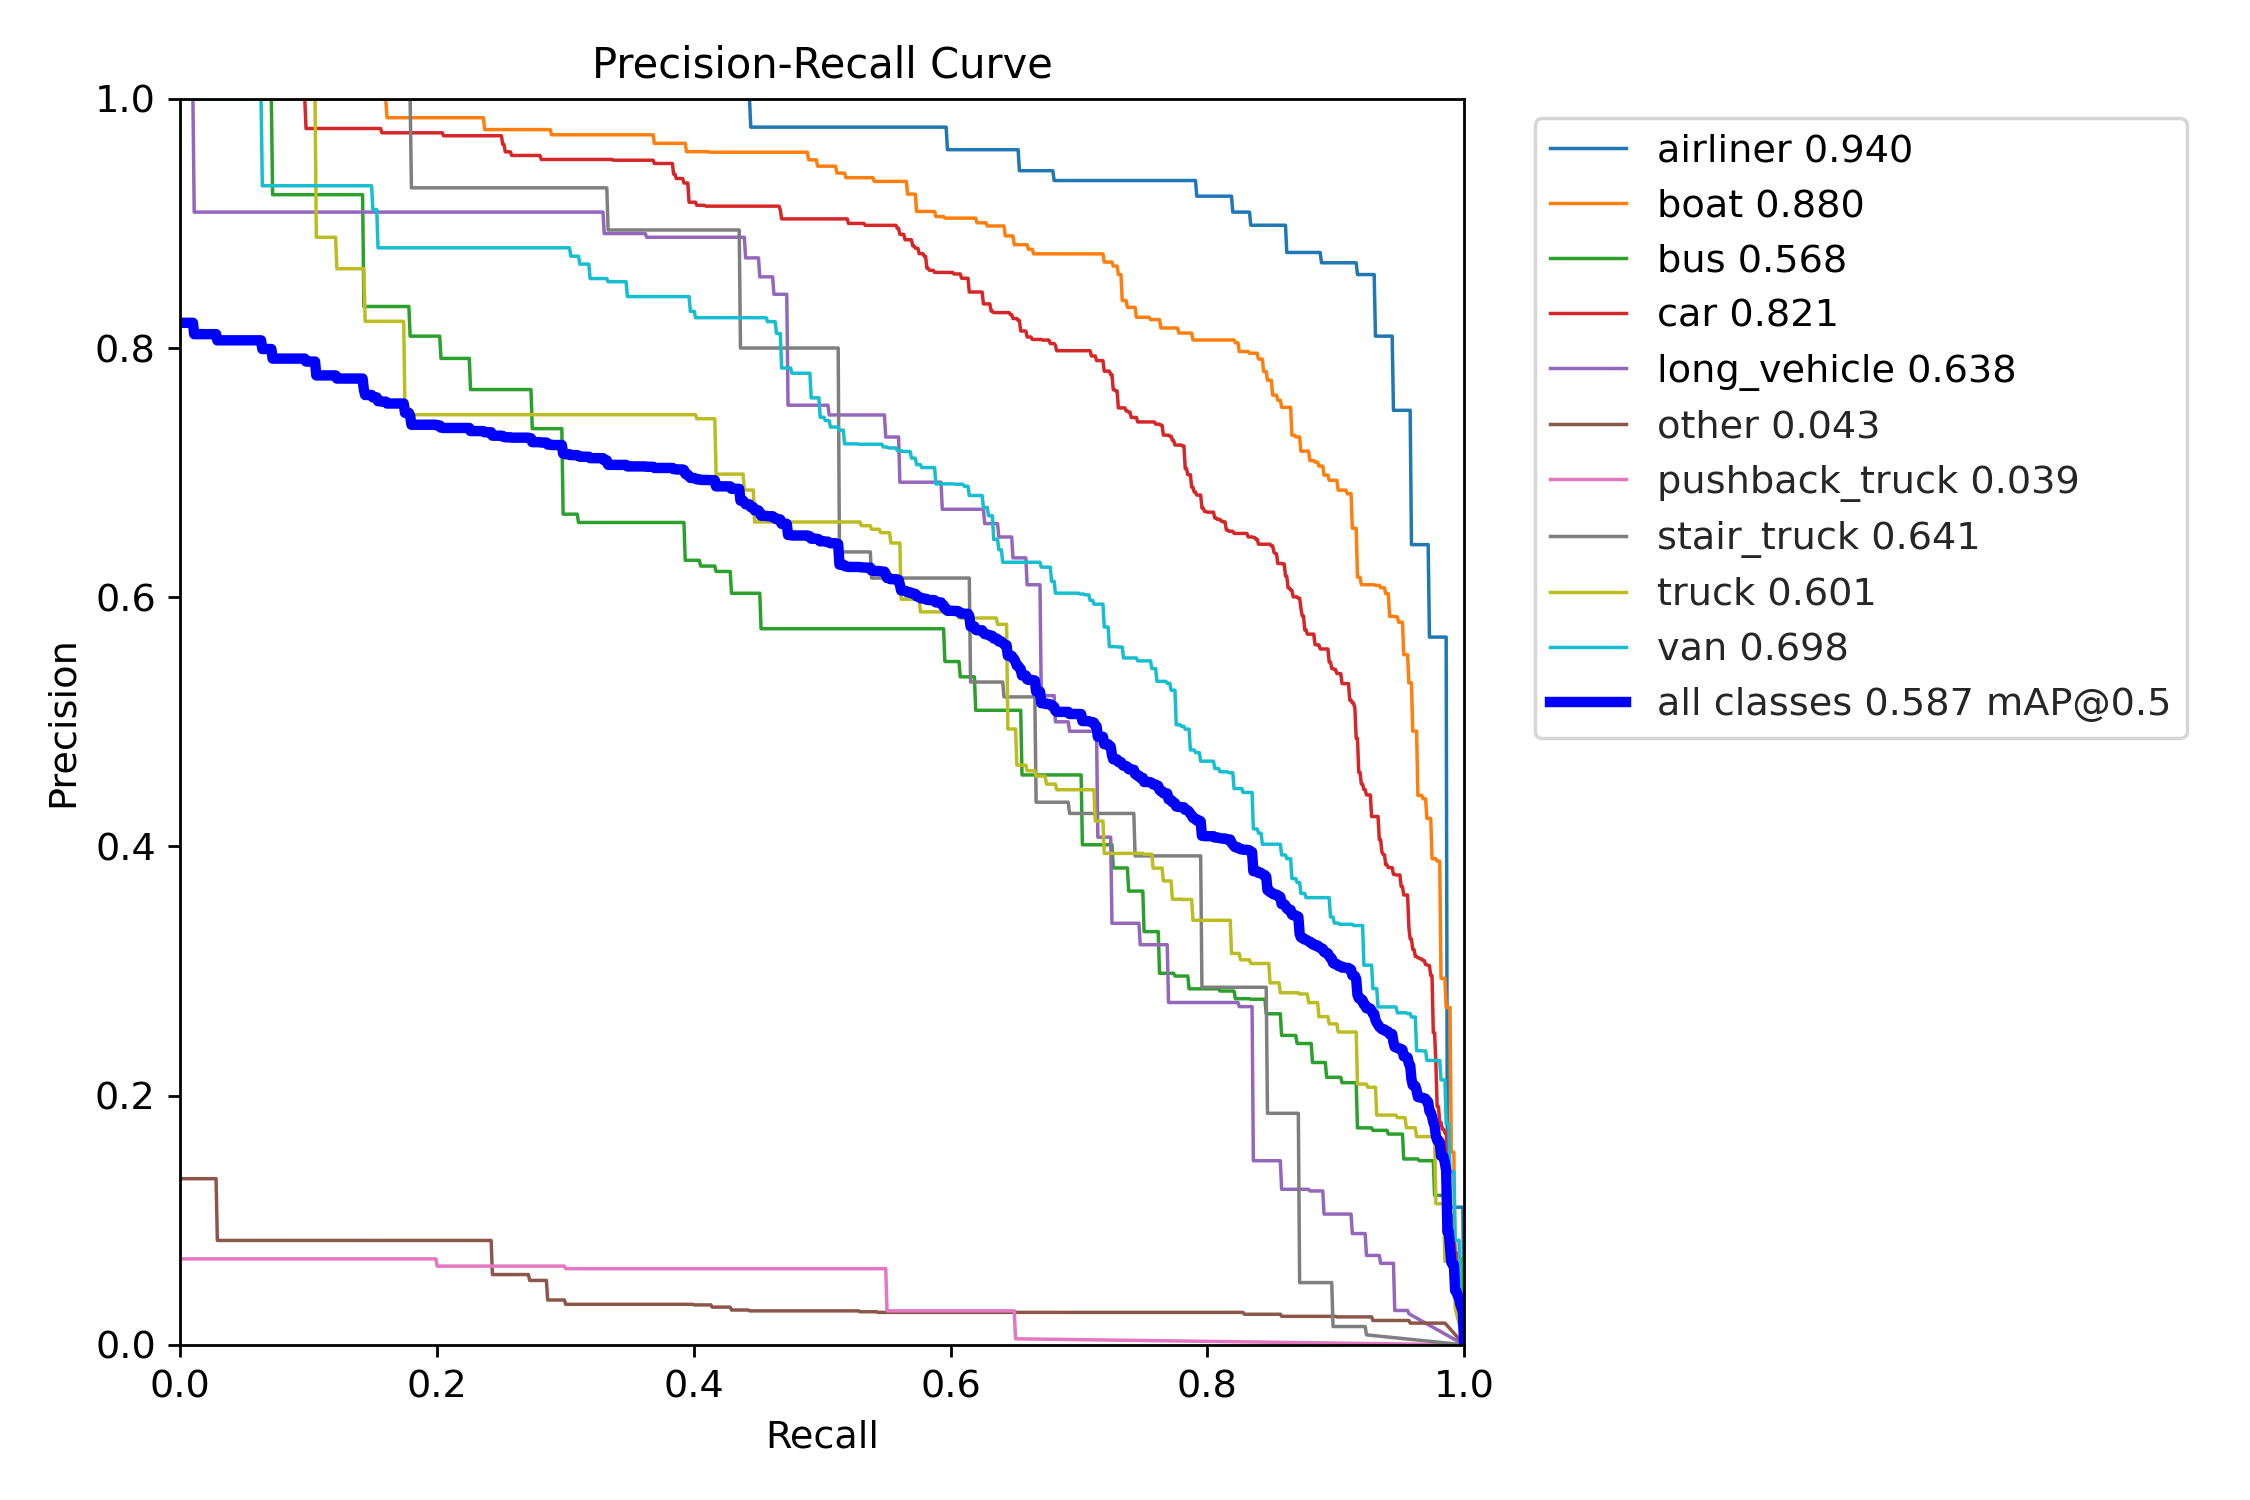 Precision-Recall Curve
1.0
0.8
0.6
0.4
0.2
0.0
Precision
0.0 0.2 0.4 0.6 0.8 1.0
Recall
airliner 0.940
boat 0.880
bus 0.568
car 0.821
long_vehicle 0.638
other 0.043
pushback_truck 0.039
stair_truck 0.641
truck 0.601
van 0.698
all classes 0.587 mAP@0.5